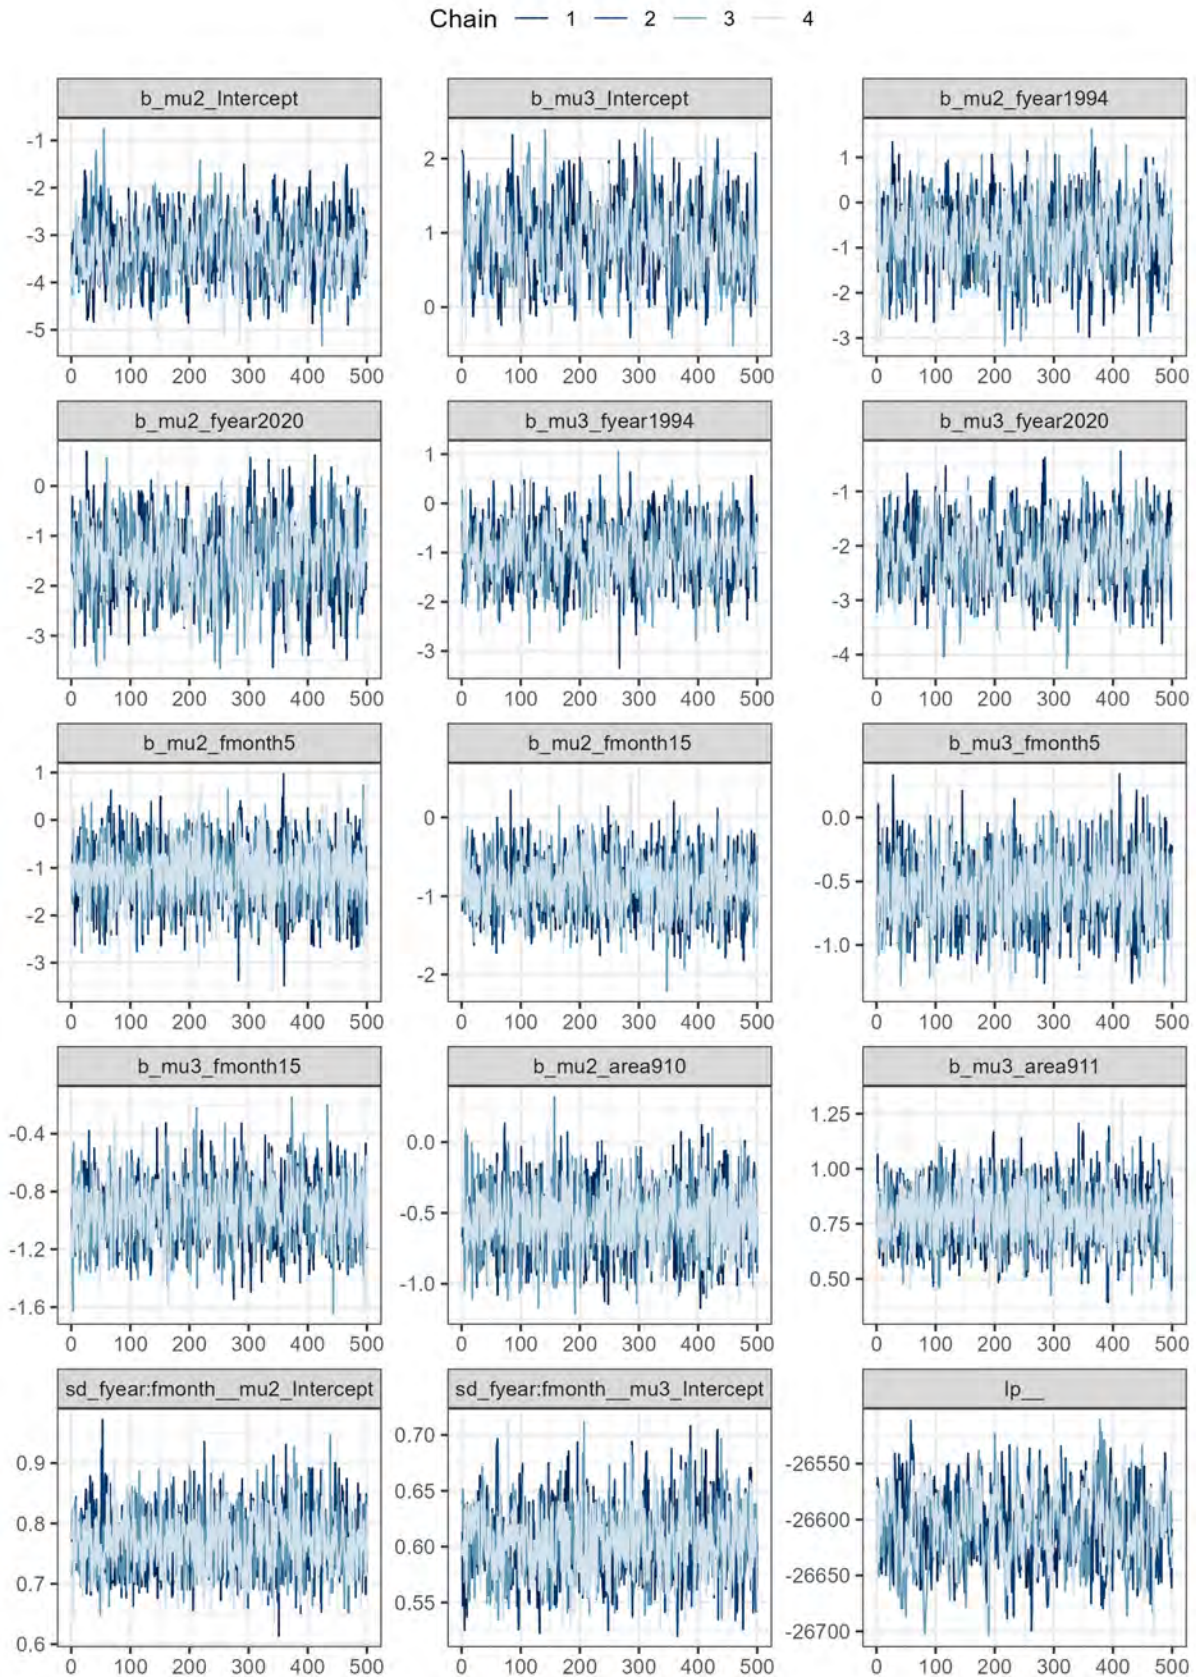 Chain 1 2 3 4
b_mu2_Intercept b_mu3_Intercept b_mu2_fyear1994
-1 -2 -3 -4 -5
2 1 0
1 0 -1 -2 -3
0 100 200 300 400 500 0 100 200 300 400 500 0 100 200 300 400 500
b_mu2_fyear2020 b_mu3_fyear1994 b_mu3_fyear2020
0 -1 -2 -3
1 0 -1 -2 -3
-1 -2 -3 -4
0 100 200 300 400 500 0 100 200 300 400 500 0 100 200 300 400 500
b_mu2_fmonth5 b_mu2_fmonth15 b_mu3_fmonth5
1 0 -1 -2 -3
0 -1 -2
0.0 -0.5 -1.0
0 100 200 300 400 500 0 100 200 300 400 500 0 100 200 300 400 500
b_mu3_fmonth15 b_mu2_area910 b_mu3_area911
-0.4 -0.8 -1.2 -1.6
0.0 -0.5 -1.0
1.25 1.00 0.75 0.50
0 100 200 300 400 500 0 100 200 300 400 500 0 100 200 300 400 500
sd_fyear:fmonth__mu2_Intercept sd_fyear:fmonth__mu3_Intercept lp__
0.9 0.8 0.7 0.6
0.70 0.65 0.60 0.55
-26550 -26600 -26650 -26700
0 100 200 300 400 500 0 100 200 300 400 500 0 100 200 300 400 500